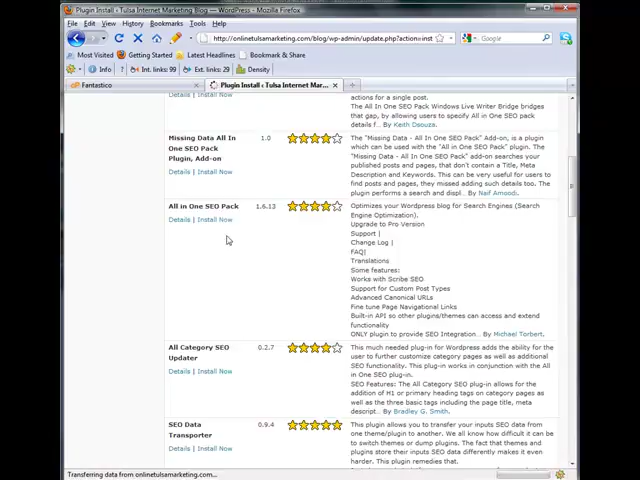 Plugin Install ‹ Tulsa Internet Marketing Blog — WordPress - Mozilla Firefox
File Edit View History Bookmarks Tools Help
http://onlinetulsamarketing.com/blog/wp-admin/update.php?action=inst
Google
Most Visited Getting Started Latest Headlines Bookmark & Share
Info Int. links: 99 Ext. links: 29 Density
Fantastico Plugin Install ‹ Tulsa Internet Mar...
Details | Install Now
actions for a single post.
The All In One SEO Pack Windows Live Writer Bridge bridges
that gap, by allowing users to specify All in One SEO pack
details f... By Keith Dsouza.
Missing Data All In
One SEO Pack
Plugin, Add-on
1.0
Details | Install Now
The "Missing Data - All In One SEO Pack" Add-on, is a plugin
which can be used with the "All in One SEO Pack" plugin. The
"Missing Data - All In One SEO Pack" add-on searches your
published posts and pages, that don't contain a Title, Meta
Description and Keywords. This can be very useful for users
to find posts and pages, they missed adding such details too. The
plugin performs a search and displ... By Naif Amoodi.
All in One SEO Pack 1.6.13
Details | Install Now
Optimizes your Wordpress blog for Search Engines (Search
Engine Optimization).
Upgrade to Pro Version
Support |
Change Log |
FAQ|
Translations
Some features:
Works with Scribe SEO
Support for Custom Post Types
Advanced Canonical URLs
Fine tune Page Navigational Links
Built-in API so other plugins/themes can access and extend
functionality
ONLY plugin to provide SEO Integration... By Michael Torbert.
All Category SEO
Updater
0.2.7
Details | Install Now
This much needed plug-in for Wordpress adds the ability for the
user to further customize category pages as well as additional
SEO functionality. This plugin works in conjunction with the All
in One SEO plug-in.
SEO Features: The All Category SEO plug-in allows for the
addition of H1 or primary heading tags on category pages as
well as the three basic tags including the page title, meta
descript... By Bradley G. Smith.
SEO Data
Transporter
0.9.4
Details | Install Now
This plugin allows you to transfer your inputs SEO data from
one theme/plugin to another. We all know how difficult it can be
to switch themes or dump plugins. The fact that themes and
plugins store their inputs SEO data differently makes it even
harder. This plugin remedies that.
Transferring data from onlinetulsamarketing.com...